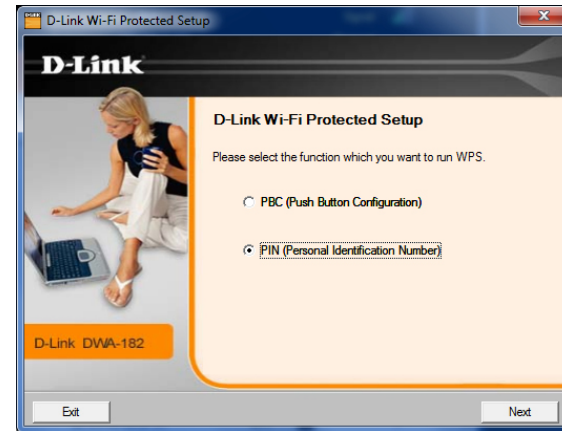 D-Link Wi-Fi Protected Setup
D-Link
D-Link Wi-Fi Protected Setup
Please select the function which you want to run WPS.
PBC (Push Button Configuration)
PIN (Personal Identification Number)
D-Link DWA-182
Exit
Next